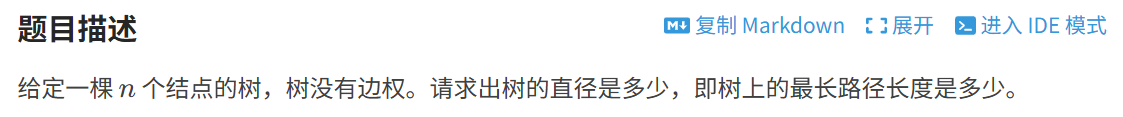 题目描述 复制 Markdown 展开 进入 IDE 模式
给定一棵 n 个结点的树，树没有边权。请求出树的直径是多少，即树上的最长路径长度是多少。